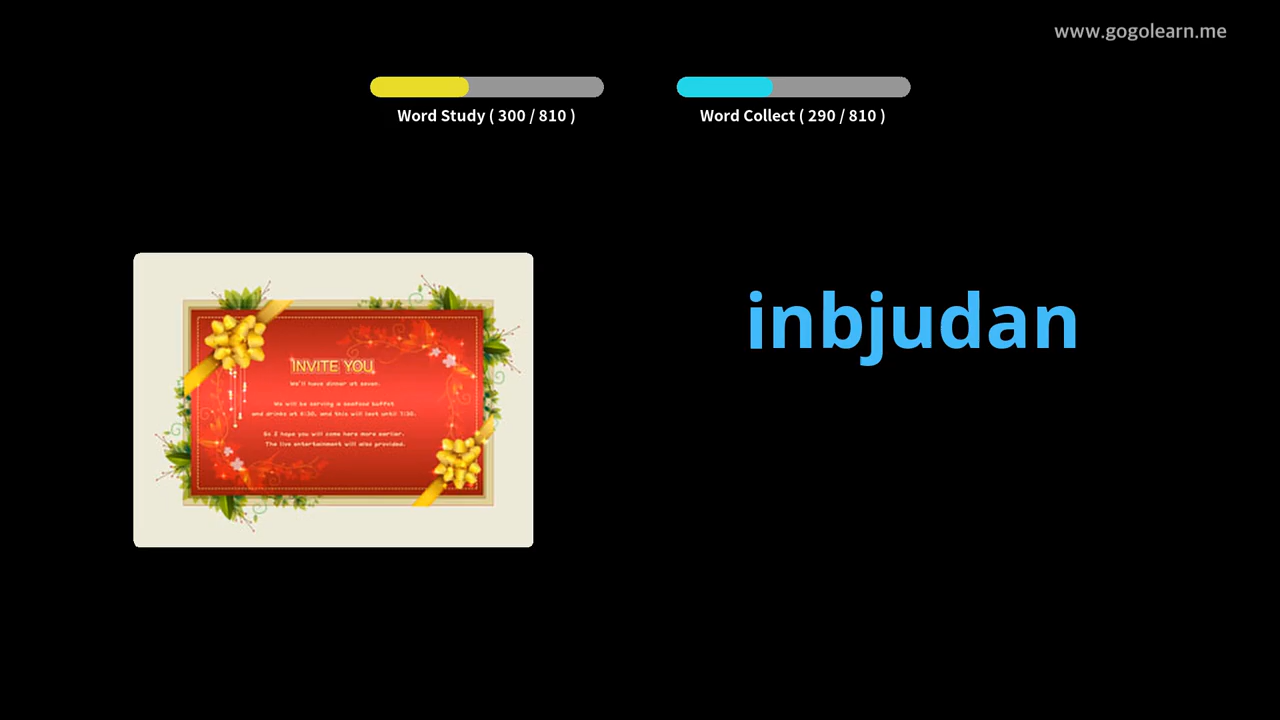 www.gogolearn.me
Word Study ( 300 / 810 )
Word Collect ( 290 / 810 )
INVITE YOU
We'll have dinner at seven.
We will be serving a seafood buffet
and drinks at 6:30, and this will last until 7:30.
So I hope you will come here more earlier.
The live entertainment will also provided.
inbjudan